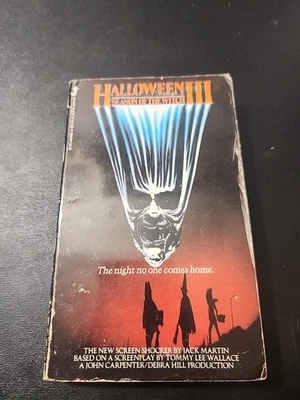 HALLOWEEN III
SEASON OF THE WITCH
The night no one comes home.
THE NEW SCREEN SHOCKER BY JACK MARTIN
BASED ON A SCREENPLAY BY TOMMY LEE WALLACE
A JOHN CARPENTER/DEBRA HILL PRODUCTION